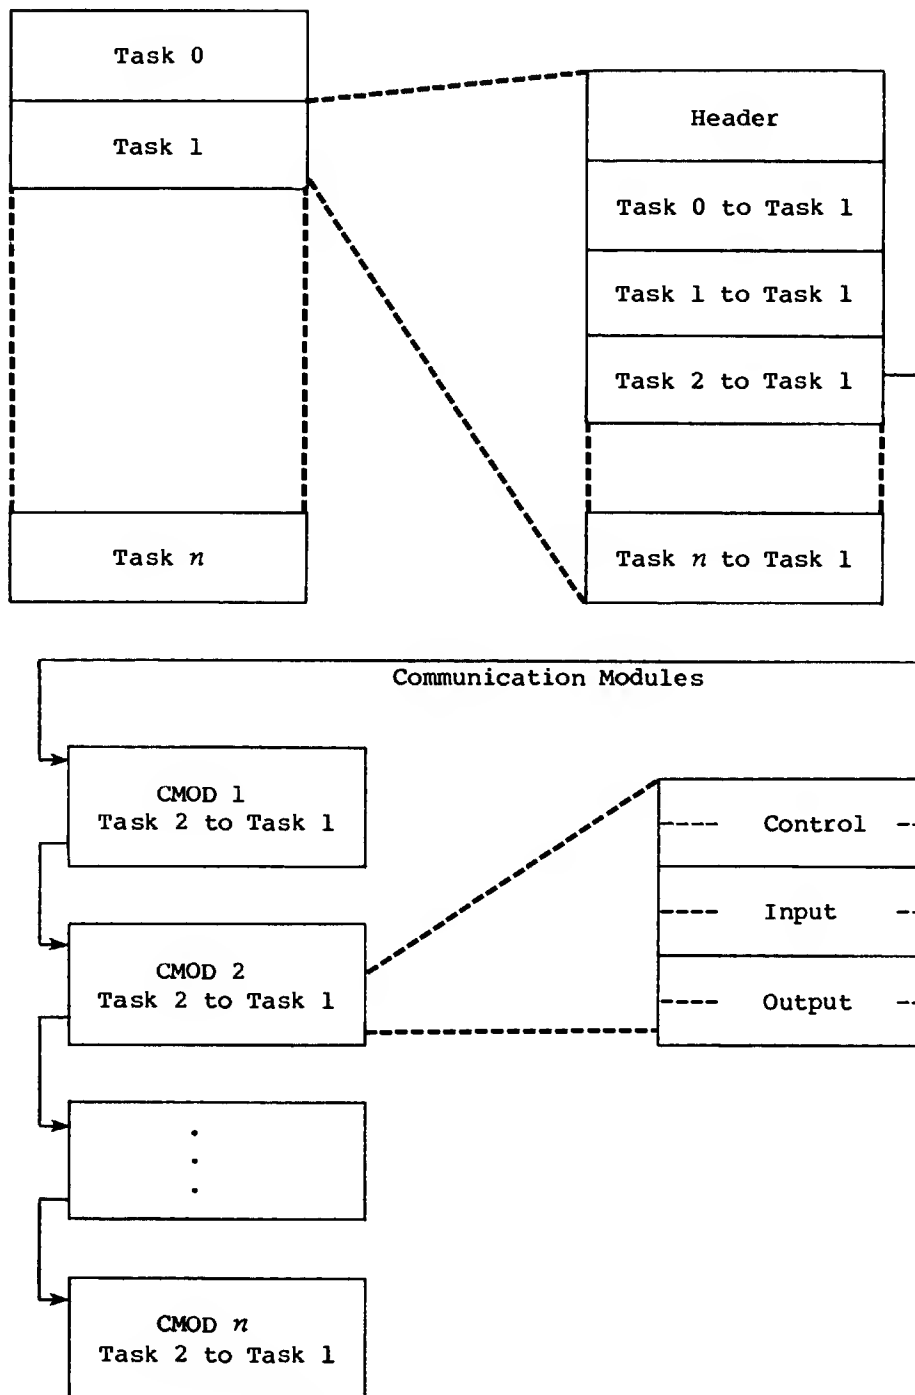 Task 0
Task 1
Task n
Header
Task 0 to Task 1
Task 1 to Task 1
Task 2 to Task 1
Task n to Task 1
Communication Modules
CMOD 1
Task 2 to Task 1
CMOD 2
Task 2 to Task 1
Control
Input
Output
CMOD n
Task 2 to Task 1